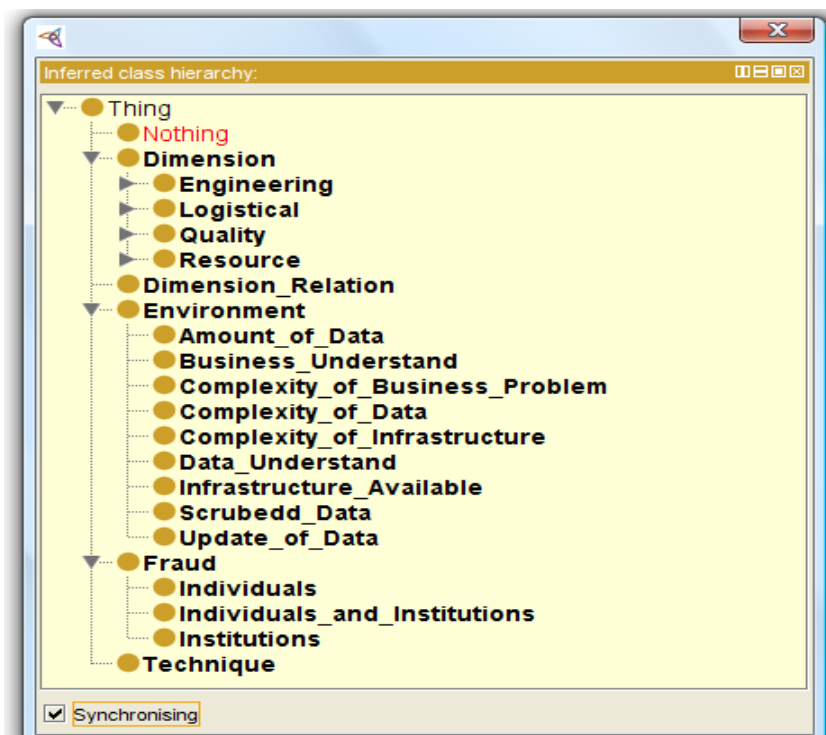 Inferred class hierarchy:
Thing
Nothing
Dimension
Engineering
Logistical
Quality
Resource
Dimension_Relation
Environment
Amount_of_Data
Business_Understand
Complexity_of_Business_Problem
Complexity_of_Data
Complexity_of_Infrastructure
Data_Understand
Infrastructure_Available
Scrubedd_Data
Update_of_Data
Fraud
Individuals
Individuals_and_Institutions
Institutions
Technique
Synchronising